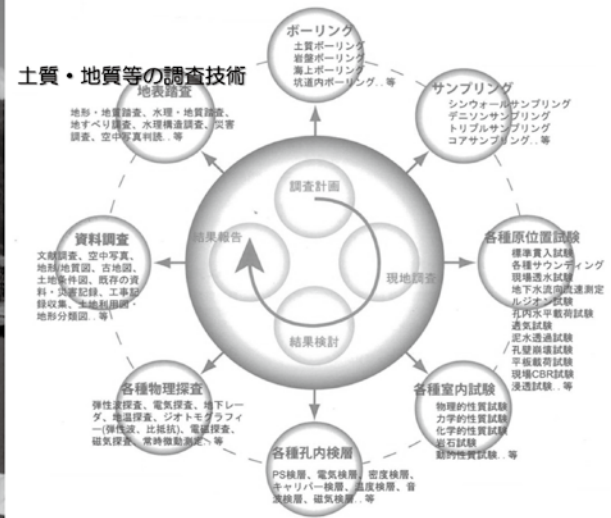 土質・地質等の調査技術
ボーリング
土質ボーリング
岩盤ボーリング
海上ボーリング
坑道内ボーリング．．等
サンプリング
シンウォールサンプリング
デニソンサンプリング
トリプルサンプリング
コアサンプリング．．等
各種原位置試験
標準貫入試験
各種サウンディング
現場透水試験
地下水流向流速測定
ルジオン試験
孔内水平載荷試験
透気試験
泥水透過試験
孔壁崩壊試験
平板載荷試験
現場CBR試験
浸透試験．．等
各種室内試験
物理的性質試験
力学的性質試験
化学的性質試験
岩石試験
動的性質試験．．等
各種孔内検層
PS検層、電気検層、密度検層、
キャリパー検層、温度検層、音
波検層、磁気検層．．等
各種物理探査
弾性波探査、電気探査、地下レー
ダ、地温探査、ジオトモグラフィ
ー(弾性波、比抵抗)、電磁探査、
磁気探査、常時微動測定．．等
資料調査
文献調査、空中写真、
地形/地質図、古地図、
土地条件図、既存の資
料・災害記録、工事記
録収集、土地利用図・
地形分類図．．等
地表踏査
地形・地質踏査、水理・地質踏査、
地すべり調査、水理構造調査、災害
調査、空中写真判読．．等
調査計画
現地調査
結果検討
結果報告